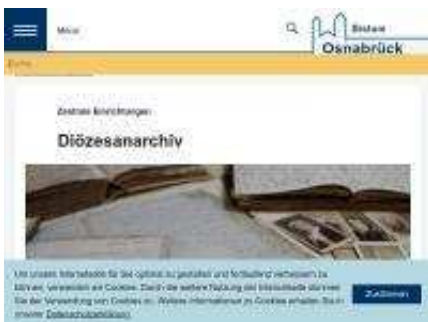 Menü
Bistum
Osnabrück
Suche
Zentrale Einrichtungen
Diözesanarchiv
Um unsere Internetseite für Sie optimal zu gestalten und fortlaufend verbessern zu
können, verwenden wir Cookies. Durch die weitere Nutzung der Internetseite stimmen
Sie der Verwendung von Cookies zu. Weitere Informationen zu Cookies erhalten Sie in
unserer Datenschutzerklärung.
Zustimmen